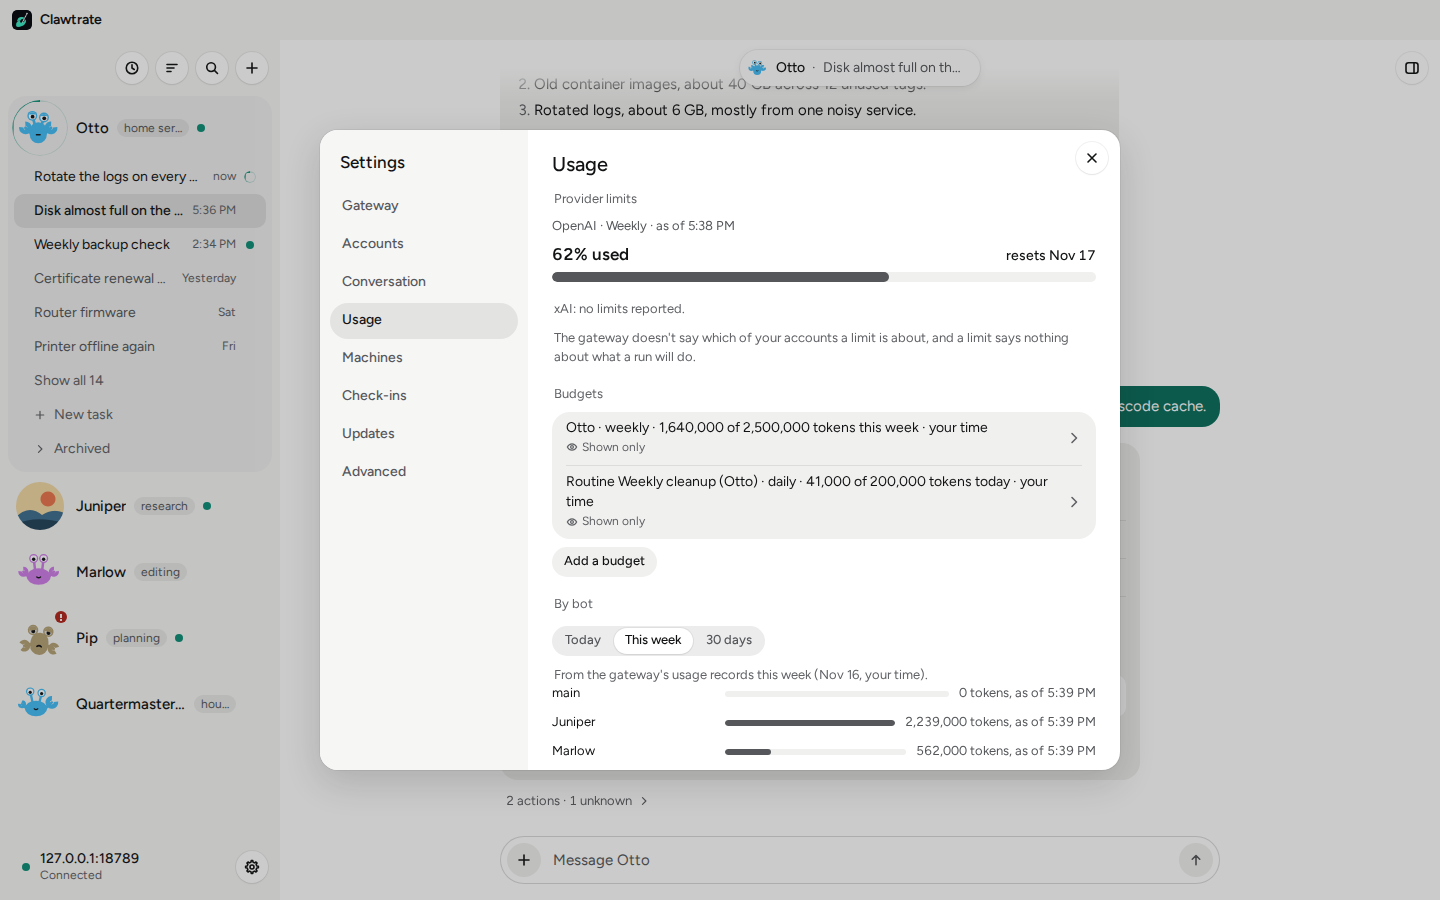 Clawtrate
Otto
home ser...
Rotate the logs on every ...
now
Disk almost full on the ...
5:36 PM
Weekly backup check
2:34 PM
Certificate renewal ...
Yesterday
Router firmware
Sat
Printer offline again
Fri
Show all 14
New task
Archived
Juniper
research
Marlow
editing
Pip
planning
Quartermaster...
hou...
127.0.0.1:18789
Connected
Otto · Disk almost full on th...
2. Old container images, about 40 GB across 12 unused tags.
3. Rotated logs, about 6 GB, mostly from one noisy service.
scode cache.
Settings
Gateway
Accounts
Conversation
Usage
Machines
Check-ins
Updates
Advanced
Usage
Provider limits
OpenAI · Weekly · as of 5:38 PM
62% used
resets Nov 17
xAI: no limits reported.
The gateway doesn't say which of your accounts a limit is about, and a limit says nothing
about what a run will do.
Budgets
Otto · weekly · 1,640,000 of 2,500,000 tokens this week · your time
Shown only
Routine Weekly cleanup (Otto) · daily · 41,000 of 200,000 tokens today · your
time
Shown only
Add a budget
By bot
Today
This week
30 days
From the gateway's usage records this week (Nov 16, your time).
main
0 tokens, as of 5:39 PM
Juniper
2,239,000 tokens, as of 5:39 PM
Marlow
562,000 tokens, as of 5:39 PM
2 actions · 1 unknown
Message Otto